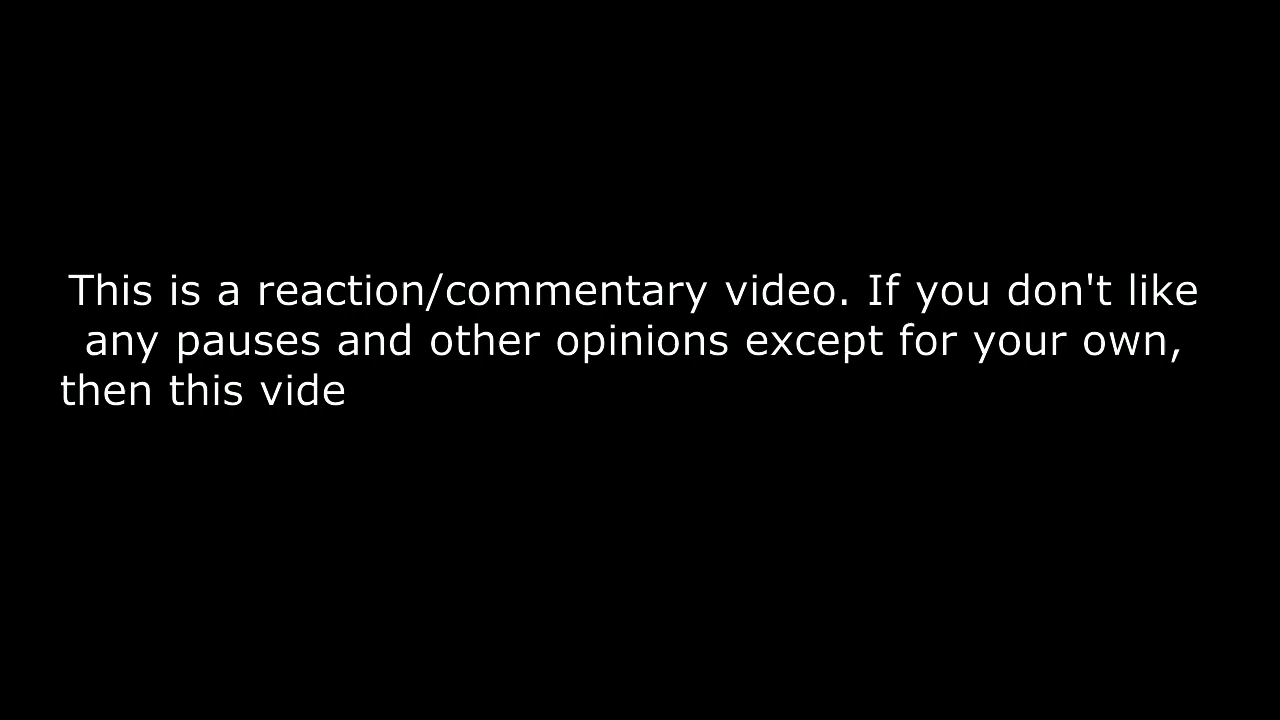 This is a reaction/commentary video. If you don't like
any pauses and other opinions except for your own,
then this vide